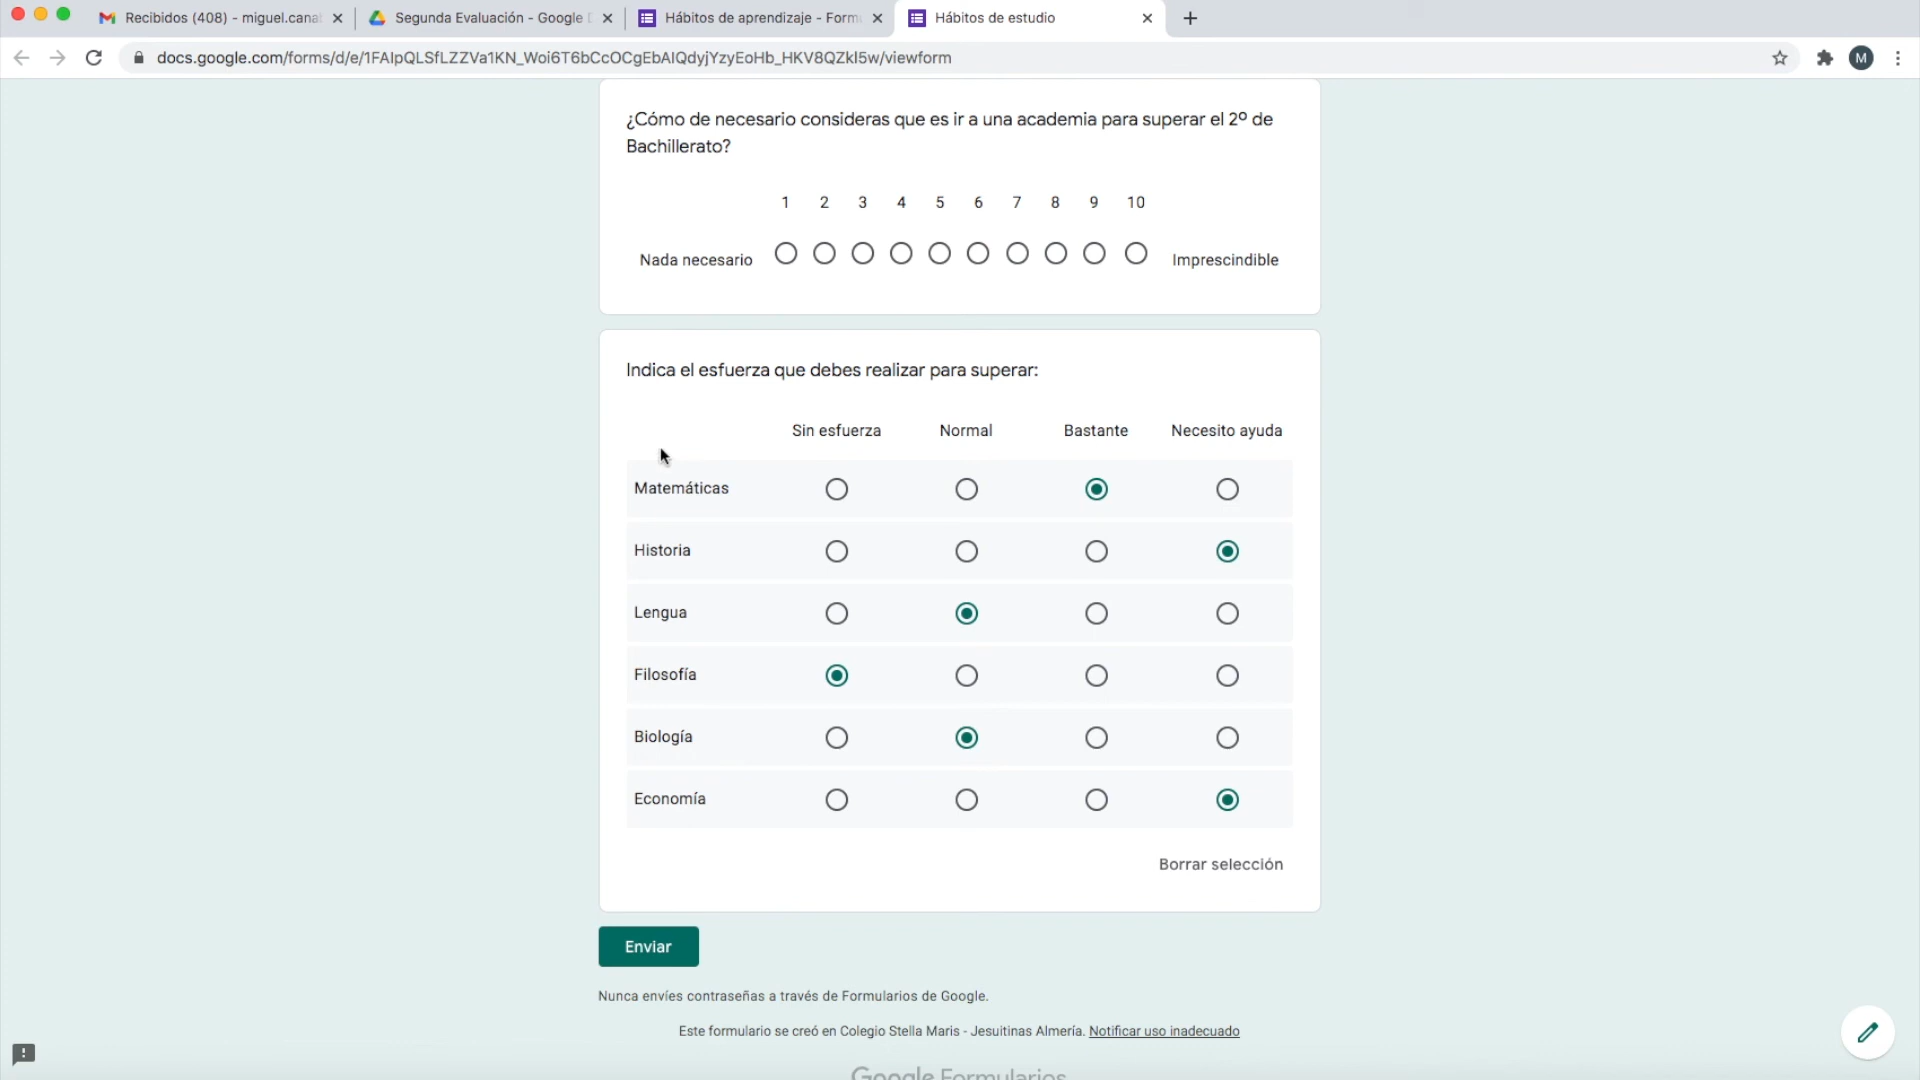 Recibidos (408) - miguel.cana
Segunda Evaluación - Google D
Hábitos de aprendizaje - Formu
Hábitos de estudio
docs.google.com/forms/d/e/1FAIpQLSfLZZVa1KN_Woi6T6bCcOCgEbAIQdyjYzyEoHb_HKV8QZkI5w/viewform
M
¿Cómo de necesario consideras que es ir a una academia para superar el 2º de
Bachillerato?
1 2 3 4 5 6 7 8 9 10
Nada necesario Imprescindible
Indica el esfuerza que debes realizar para superar:
Sin esfuerza Normal Bastante Necesito ayuda
Matemáticas
Historia
Lengua
Filosofía
Biología
Economía
Borrar selección
Enviar
Nunca envíes contraseñas a través de Formularios de Google.
Este formulario se creó en Colegio Stella Maris - Jesuitinas Almería. Notificar uso inadecuado
Google Formularios